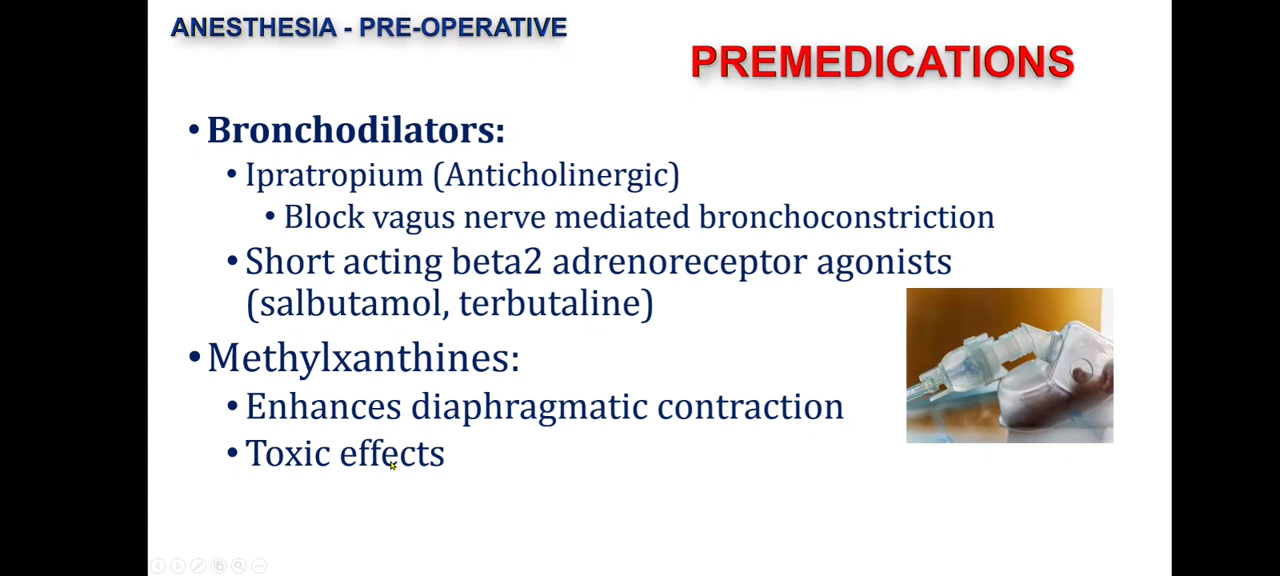 ANESTHESIA - PRE-OPERATIVE
PREMEDICATIONS
• Bronchodilators:
• Ipratropium (Anticholinergic)
• Block vagus nerve mediated bronchoconstriction
• Short acting beta2 adrenoreceptor agonists
(salbutamol, terbutaline)
• Methylxanthines:
• Enhances diaphragmatic contraction
• Toxic effects